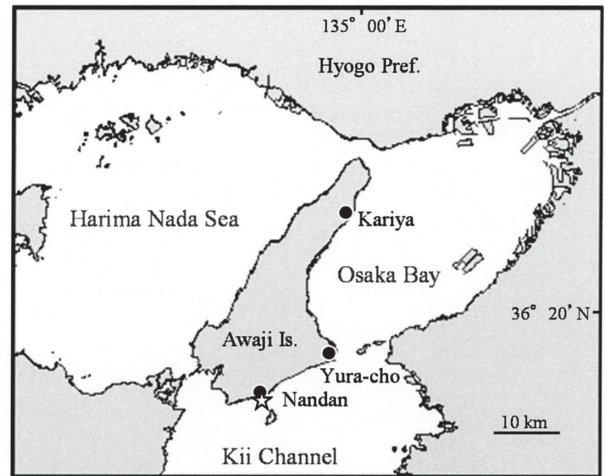 135° 00′ E
Hyogo Pref.
Harima Nada Sea
Kariya
Osaka Bay
36° 20′ N
Awaji Is.
Yura-cho
Nandan
10 km
Kii Channel